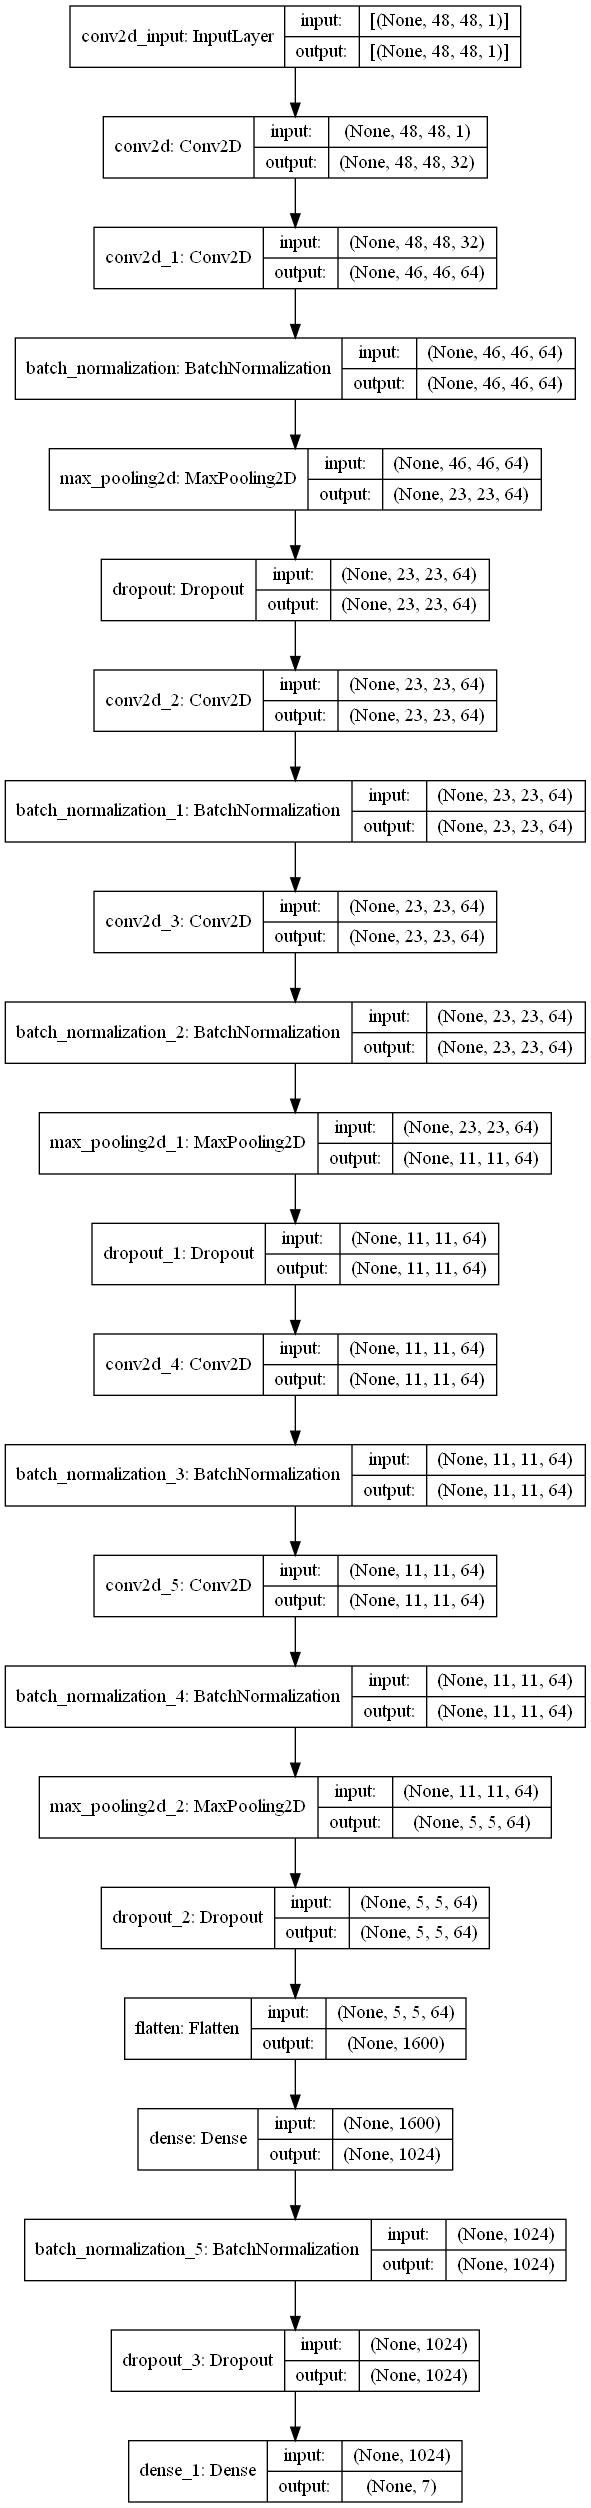 conv2d_input: InputLayer
input: [(None, 48, 48, 1)]
output: [(None, 48, 48, 1)]
conv2d: Conv2D
input: (None, 48, 48, 1)
output: (None, 48, 48, 32)
conv2d_1: Conv2D
input: (None, 48, 48, 32)
output: (None, 46, 46, 64)
batch_normalization: BatchNormalization
input: (None, 46, 46, 64)
output: (None, 46, 46, 64)
max_pooling2d: MaxPooling2D
input: (None, 46, 46, 64)
output: (None, 23, 23, 64)
dropout: Dropout
input: (None, 23, 23, 64)
output: (None, 23, 23, 64)
conv2d_2: Conv2D
input: (None, 23, 23, 64)
output: (None, 23, 23, 64)
batch_normalization_1: BatchNormalization
input: (None, 23, 23, 64)
output: (None, 23, 23, 64)
conv2d_3: Conv2D
input: (None, 23, 23, 64)
output: (None, 23, 23, 64)
batch_normalization_2: BatchNormalization
input: (None, 23, 23, 64)
output: (None, 23, 23, 64)
max_pooling2d_1: MaxPooling2D
input: (None, 23, 23, 64)
output: (None, 11, 11, 64)
dropout_1: Dropout
input: (None, 11, 11, 64)
output: (None, 11, 11, 64)
conv2d_4: Conv2D
input: (None, 11, 11, 64)
output: (None, 11, 11, 64)
batch_normalization_3: BatchNormalization
input: (None, 11, 11, 64)
output: (None, 11, 11, 64)
conv2d_5: Conv2D
input: (None, 11, 11, 64)
output: (None, 11, 11, 64)
batch_normalization_4: BatchNormalization
input: (None, 11, 11, 64)
output: (None, 11, 11, 64)
max_pooling2d_2: MaxPooling2D
input: (None, 11, 11, 64)
output: (None, 5, 5, 64)
dropout_2: Dropout
input: (None, 5, 5, 64)
output: (None, 5, 5, 64)
flatten: Flatten
input: (None, 5, 5, 64)
output: (None, 1600)
dense: Dense
input: (None, 1600)
output: (None, 1024)
batch_normalization_5: BatchNormalization
input: (None, 1024)
output: (None, 1024)
dropout_3: Dropout
input: (None, 1024)
output: (None, 1024)
dense_1: Dense
input: (None, 1024)
output: (None, 7)